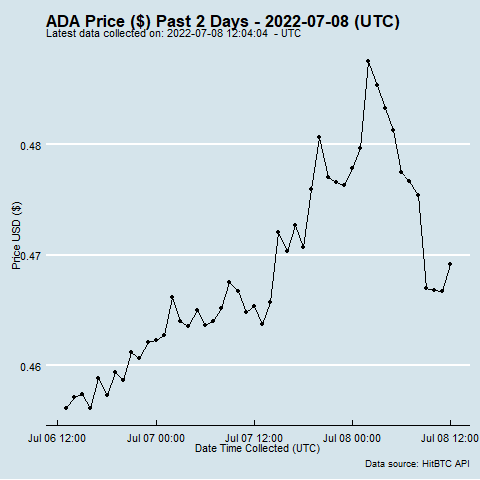 ADA Price ($) Past 2 Days - 2022-07-08 (UTC)
Latest data collected on: 2022-07-08 12:04:04  - UTC
0.48
0.47
0.46
Price USD ($)
Jul 06 12:00
Jul 07 00:00
Jul 07 12:00
Jul 08 00:00
Jul 08 12:00
Date Time Collected (UTC)
Data source: HitBTC API